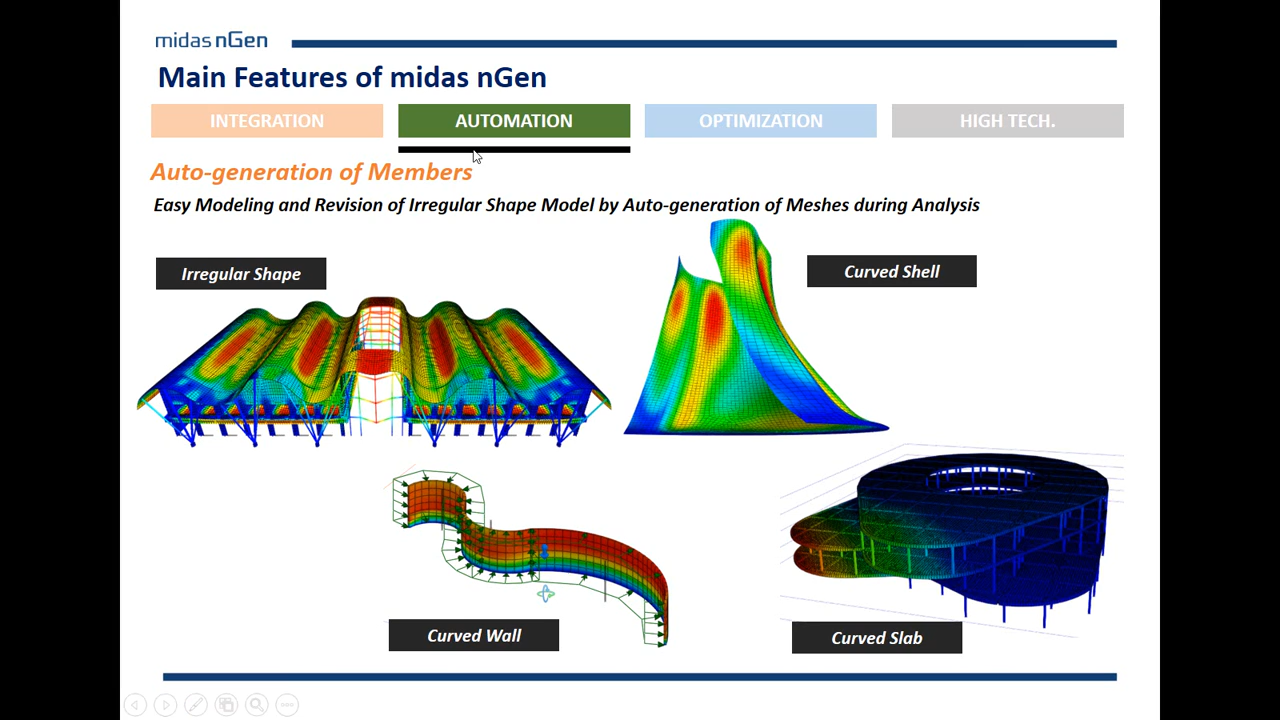 midas nGen
Main Features of midas nGen
INTEGRATION
AUTOMATION
OPTIMIZATION
HIGH TECH.
Auto-generation of Members
Easy Modeling and Revision of Irregular Shape Model by Auto-generation of Meshes during Analysis
Irregular Shape
Curved Shell
Curved Wall
Curved Slab